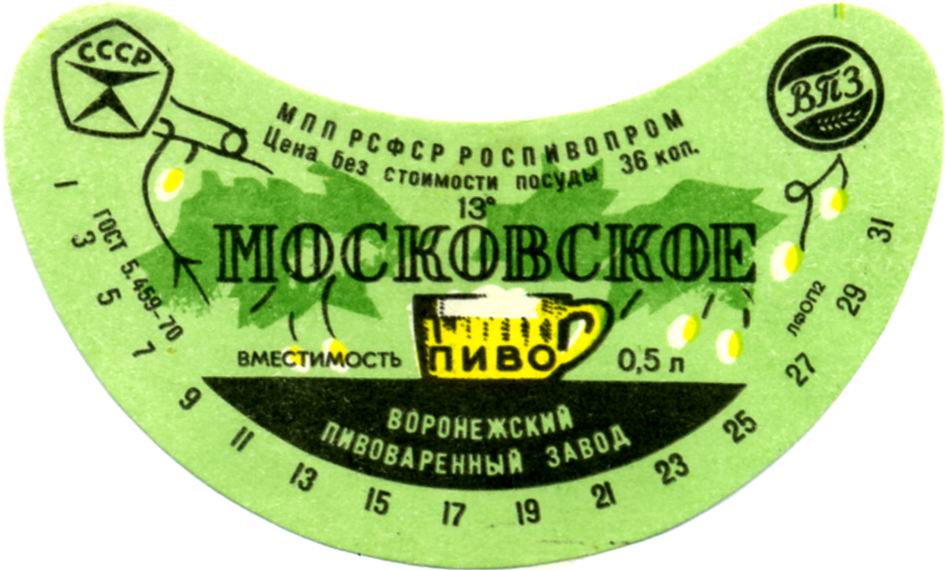 СССР
ВПЗ
МПП РСФСР РОСПИВОПРОМ
Цена без стоимости посуды 36 коп.
13°
МОСКОВСКОЕ
ПИВО
ВМЕСТИМОСТЬ
0,5 л
ВОРОНЕЖСКИЙ
ПИВОВАРЕННЫЙ ЗАВОД
ГОСТ 5.459-70
ЛФОП2
1 3 5 7 9 11 13 15 17 19 21 23 25 27 29 31